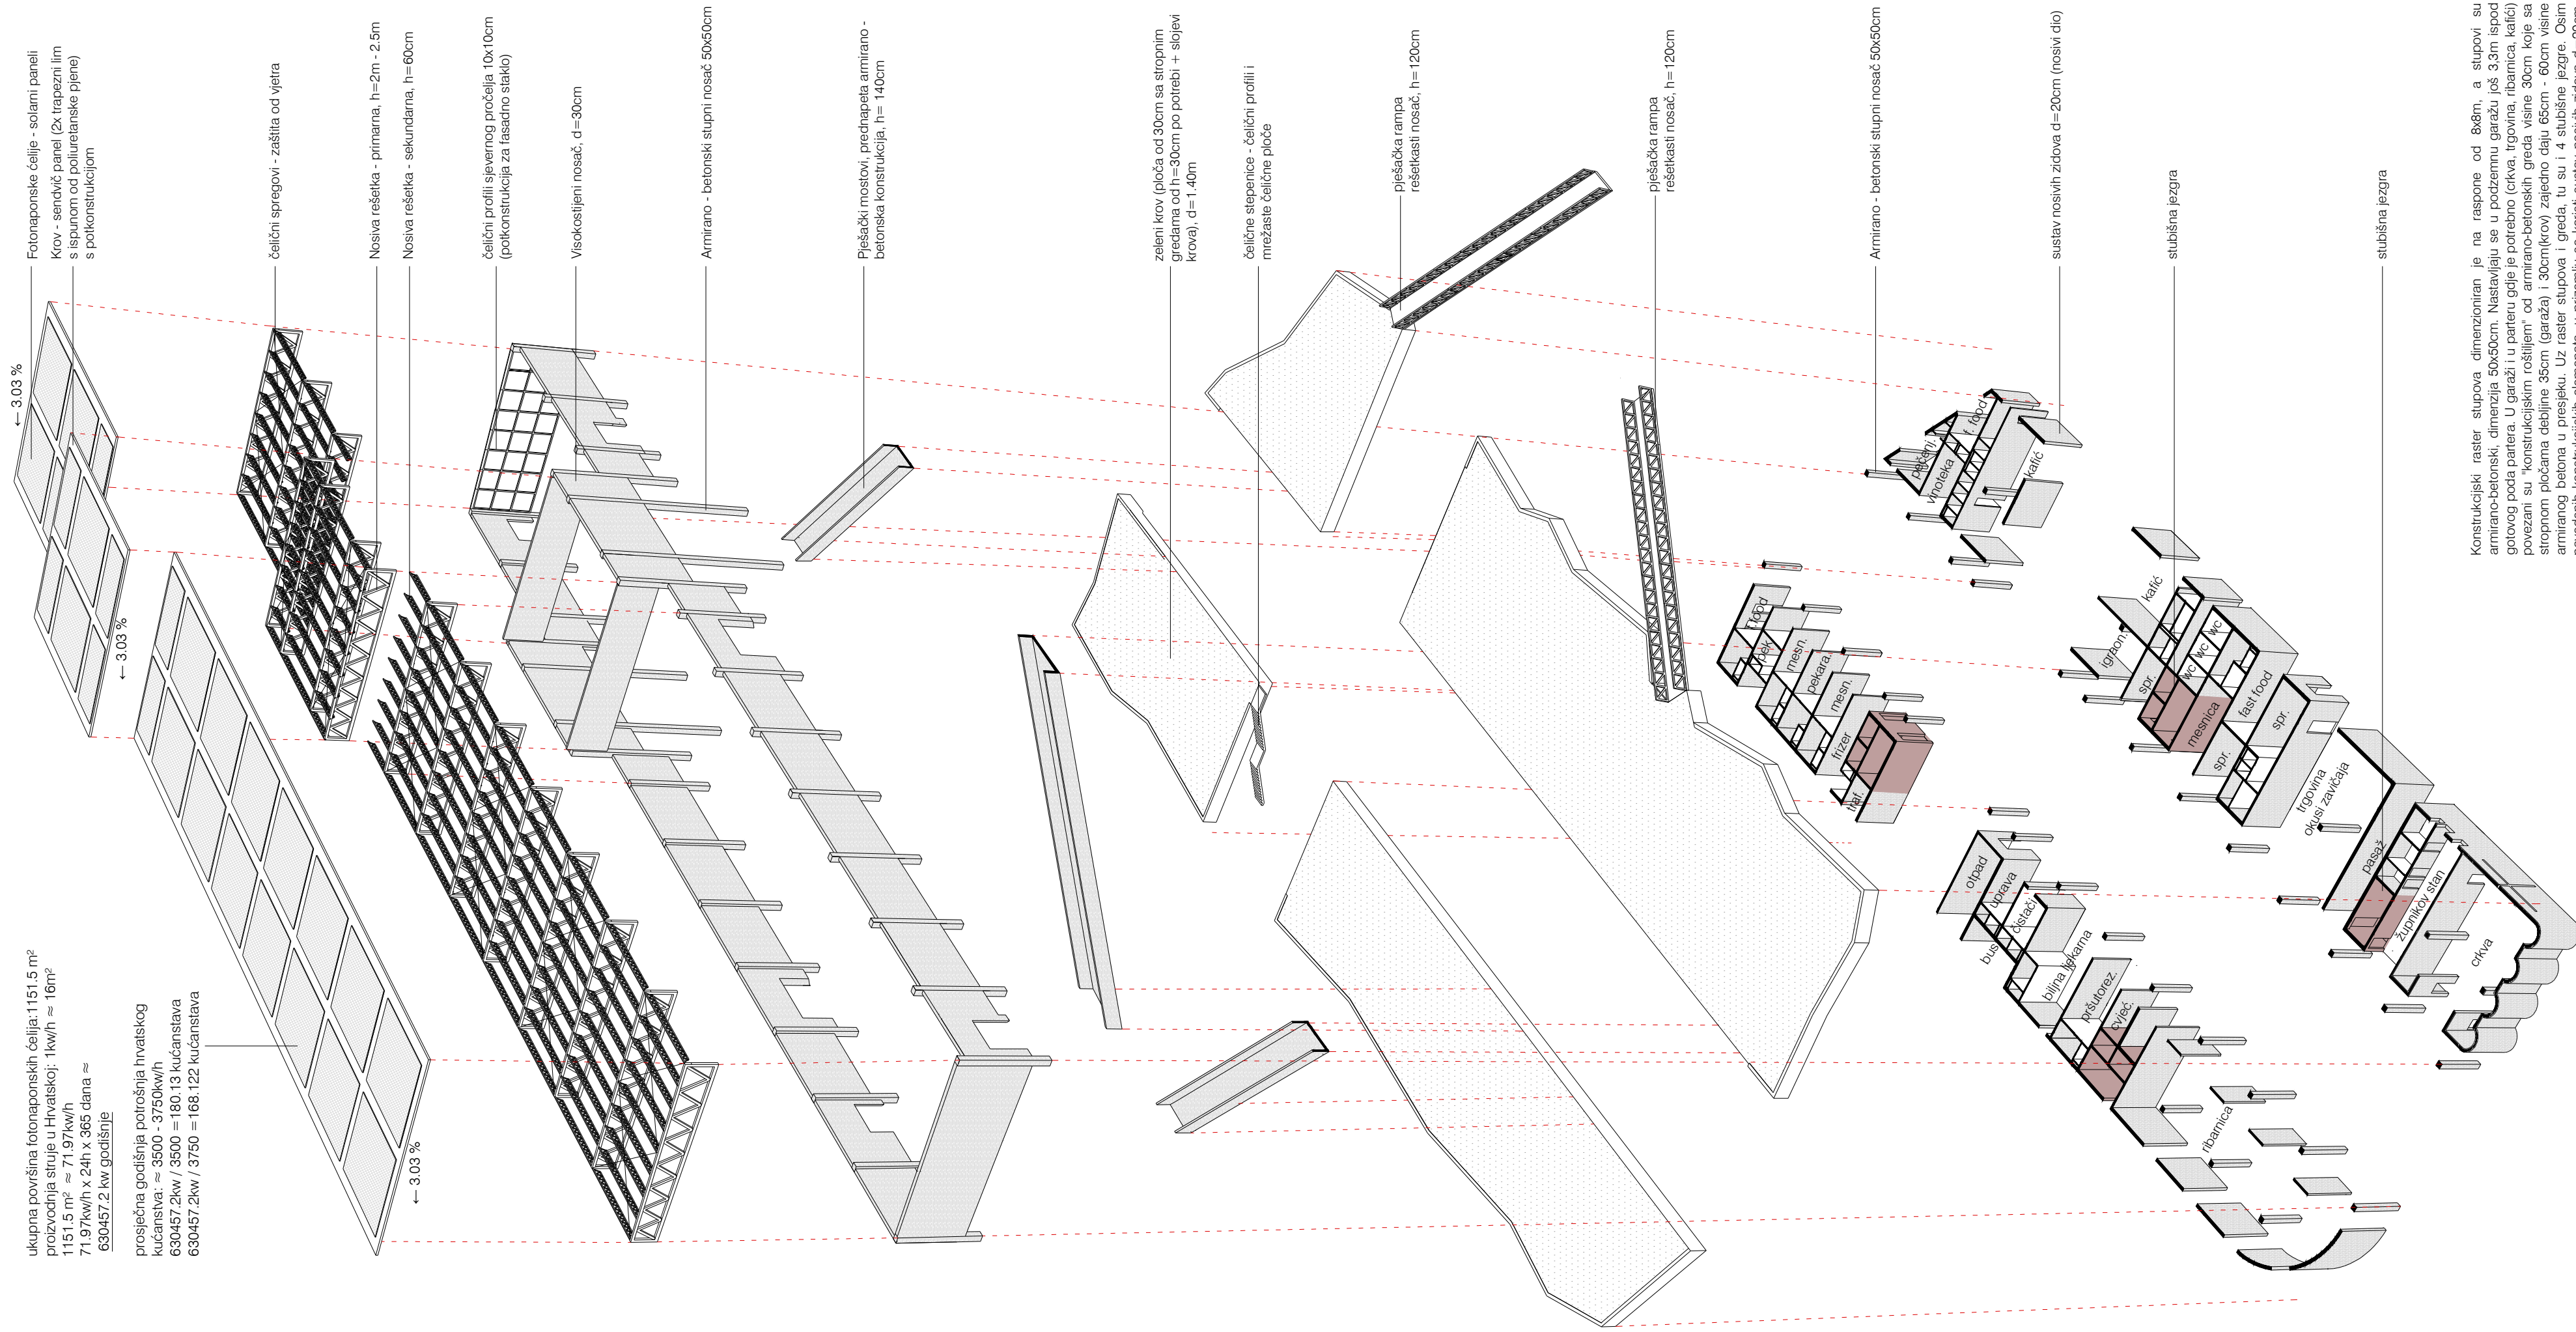 ukupna površina fotonaponskih ćelija:1151.5 m²
proizvodnja struje u Hrvatskoj: 1kw/h ≈ 16m²
1151.5 m² ≈ 71.97kw/h
71.97kw/h x 24h x 365 dana ≈
630457.2 kw godišnje
prosječna godišnja potrošnja hrvatskog
kućanstva: ≈ 3500 - 3750kw/h
630457.2kw / 3500 =180.13 kućanstava
630457.2kw / 3750 =168.122 kućanstava
← 3.03 %
← 3.03 %
← 3.03 %
Fotonaponske ćelije - solarni paneli
Krov - sendvič panel (2x trapezni lim
s ispunom od poliuretanske pjene)
s potkonstrukcijom
čelični spregovi - zaštita od vjetra
Nosiva rešetka - primarna, h=2m - 2.5m
Nosiva rešetka - sekundarna, h=60cm
čelični profili sjevernog pročelja 10x10cm
(potkonstrukcija za fasadno staklo)
Visokostijeni nosač, d=30cm
Armirano - betonski stupni nosač 50x50cm
Pješački mostovi, prednapeta armirano -
betonska konstrukcija, h= 140cm
zeleni krov (ploča od 30cm sa stropnim
gredama od h=30cm po potrebi + slojevi
krova), d=1.40m
čelične stepenice - čelični profili i
mrežaste čelične ploče
pješačka rampa
rešetkasti nosač, h=120cm
pješačka rampa
rešetkasti nosač, h=120cm
Armirano - betonski stupni nosač 50x50cm
sustav nosivih zidova d=20cm (nosivi dio)
stubišna jezgra
stubišna jezgra
pečenj.
vinoteka
f. food
kafić
f.food
pek.
mesn.
pekara.
mesn.
frizer
traf.
igraon.
kafić
spr.
wc
wc
wc
mesnica
fast food
spr.
spr.
trgovina
okusi zavičaja
otpad
uprava
čistači
bus
biljna ljekarna
pršutorez.
cvjeć.
ribarnica
pasaž
župnikov stan
crkva
Konstrukcijski raster stupova dimenzioniran je na raspone od 8x8m, a stupovi su
armirano-betonski, dimenzija 50x50cm. Nastavljaju se u podzemnu garažu još 3,3m ispod
gotovog poda partera. U garaži i u parteru gdje je potrebno (crkva, trgovina, ribarnica, kafići)
povezani su "konstrukcijskim roštiljem" od armirano-betonskih greda visine 30cm koje sa
stropnom pločama debljine 35cm (garaža) i 30cm(krov) zajedno daju 65cm - 60cm visine
armiranog betona u presjeku. Uz raster stupova i greda, tu su i 4 stubišne jezgre. Osim